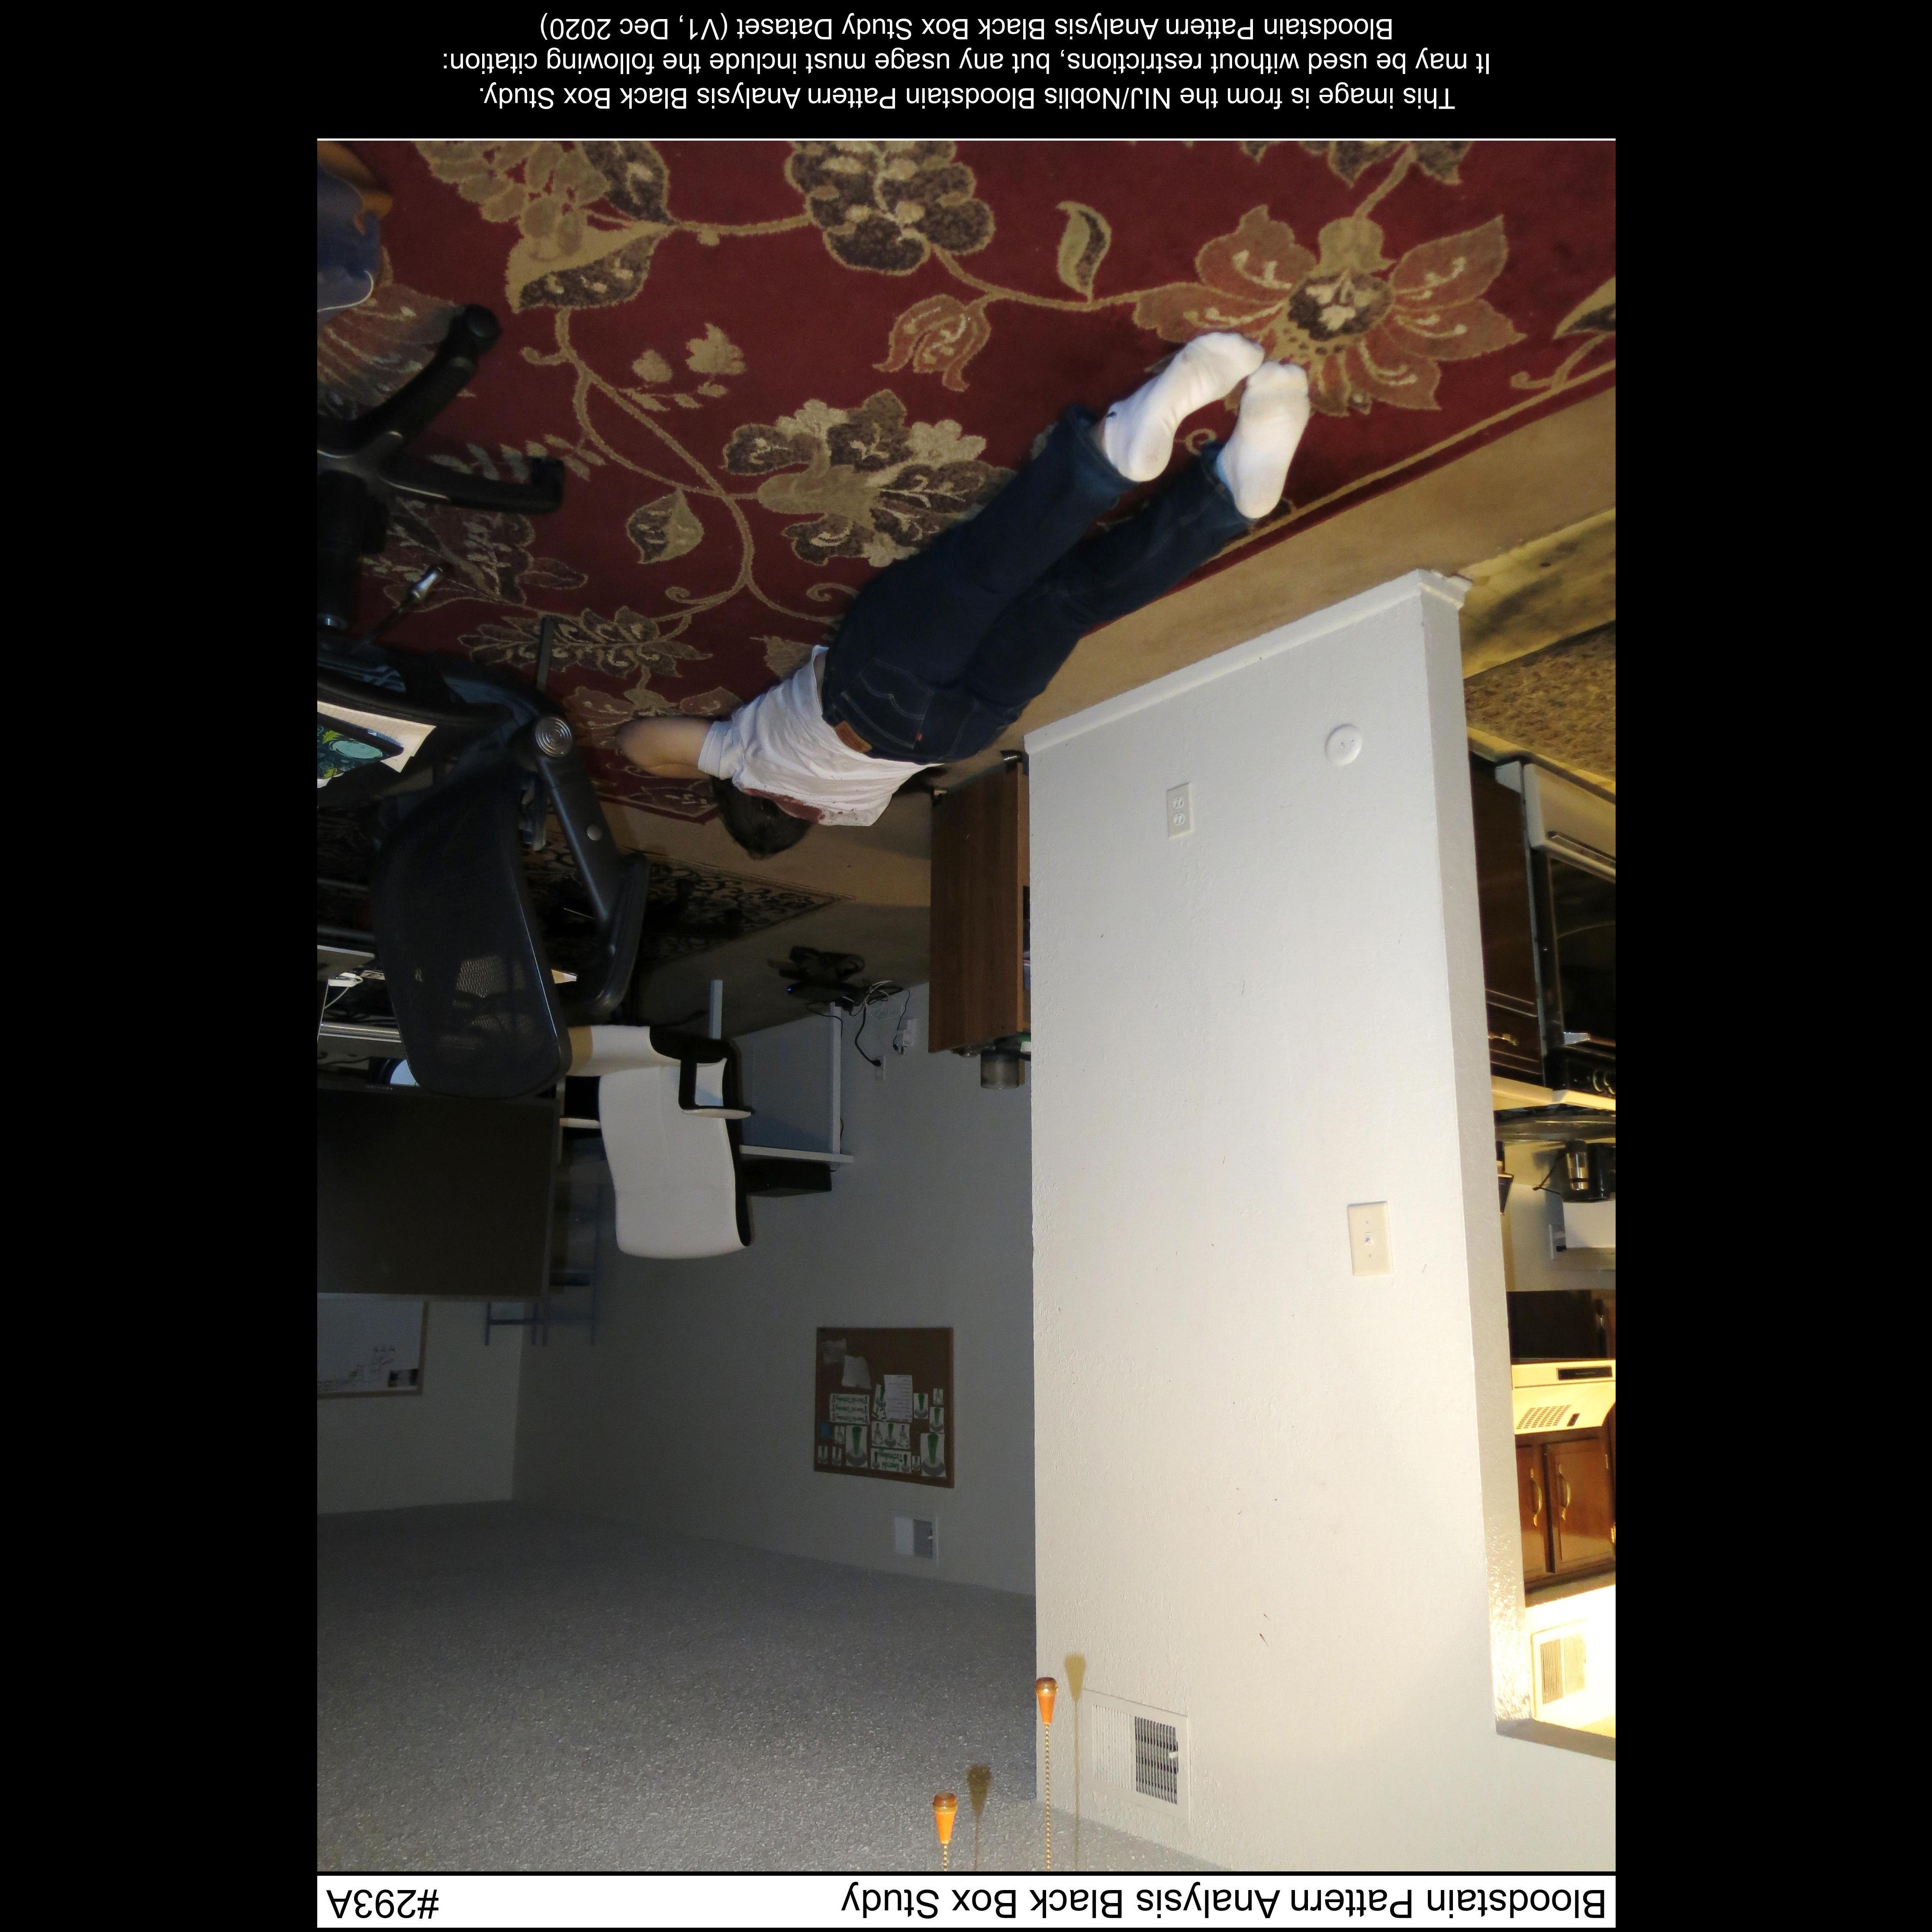 Bloodstain Pattern Analysis Black Box Study #293A
This image is from the NIJ/Noblis Bloodstain Pattern Analysis Black Box Study.
It may be used without restrictions, but any usage must include the following citation:
Bloodstain Pattern Analysis Black Box Study Dataset (V1, Dec 2020)